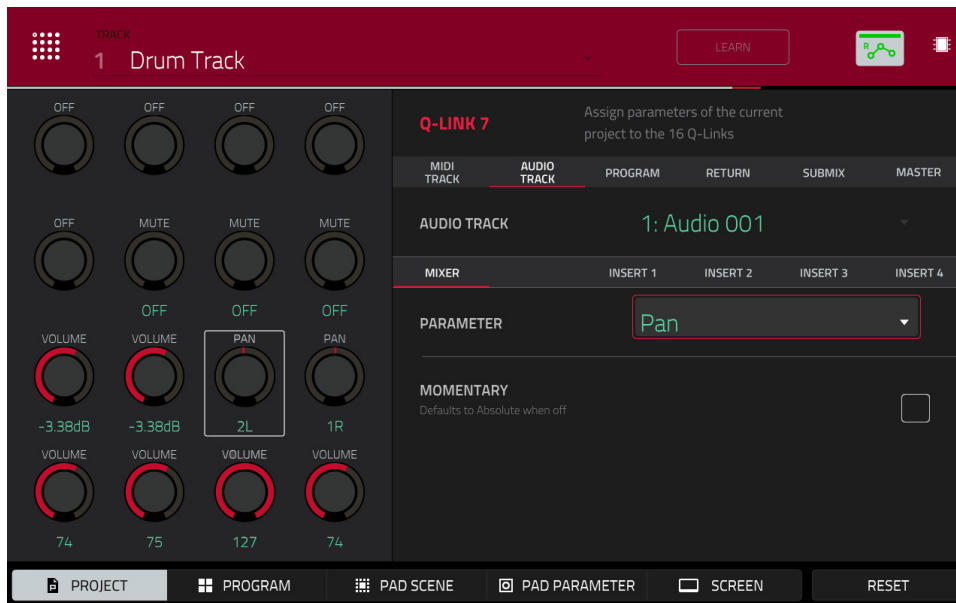 TRACK
1 Drum Track
LEARN
R
OFF OFF OFF OFF
OFF MUTE MUTE MUTE
OFF OFF OFF
VOLUME VOLUME PAN PAN
-3.38dB -3.38dB 2L 1R
VOLUME VOLUME VOLUME VOLUME
74 75 127 74
Q-LINK 7
Assign parameters of the current
project to the 16 Q-Links
MIDI
TRACK
AUDIO
TRACK
PROGRAM RETURN SUBMIX MASTER
AUDIO TRACK 1: Audio 001
MIXER INSERT 1 INSERT 2 INSERT 3 INSERT 4
PARAMETER Pan
MOMENTARY
Defaults to Absolute when off
PROJECT PROGRAM PAD SCENE PAD PARAMETER SCREEN RESET